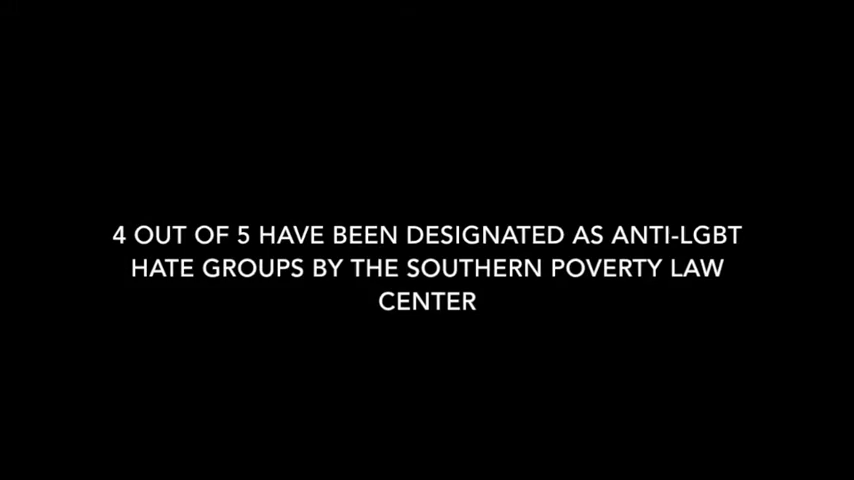 4 OUT OF 5 HAVE BEEN DESIGNATED AS ANTI-LGBT
HATE GROUPS BY THE SOUTHERN POVERTY LAW
CENTER